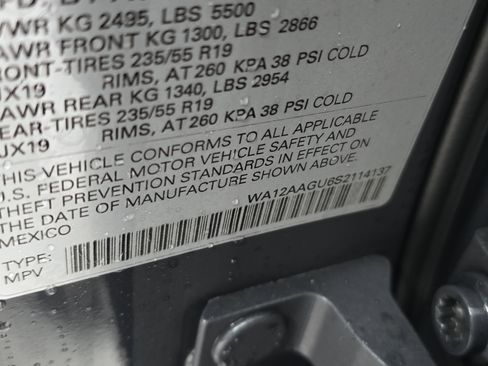 VWR KG 2495, LBS 5500
AWR FRONT KG 1300, LBS 2866
RONT-TIRES 235/55 R19
JX19 RIMS, AT 260 KPA 38 PSI COLD
AWR REAR KG 1340, LBS 2954
EAR-TIRES 235/55 R19
JX19 RIMS, AT 260 KPA 38 PSI COLD
THIS VEHICLE CONFORMS TO ALL APPLICABLE
U.S. FEDERAL MOTOR VEHICLE SAFETY AND
THEFT PREVENTION STANDARDS IN EFFECT ON
THE DATE OF MANUFACTURE SHOWN ABOVE.
MEXICO WA12AAGU6S2114137
TYPE:
MPV